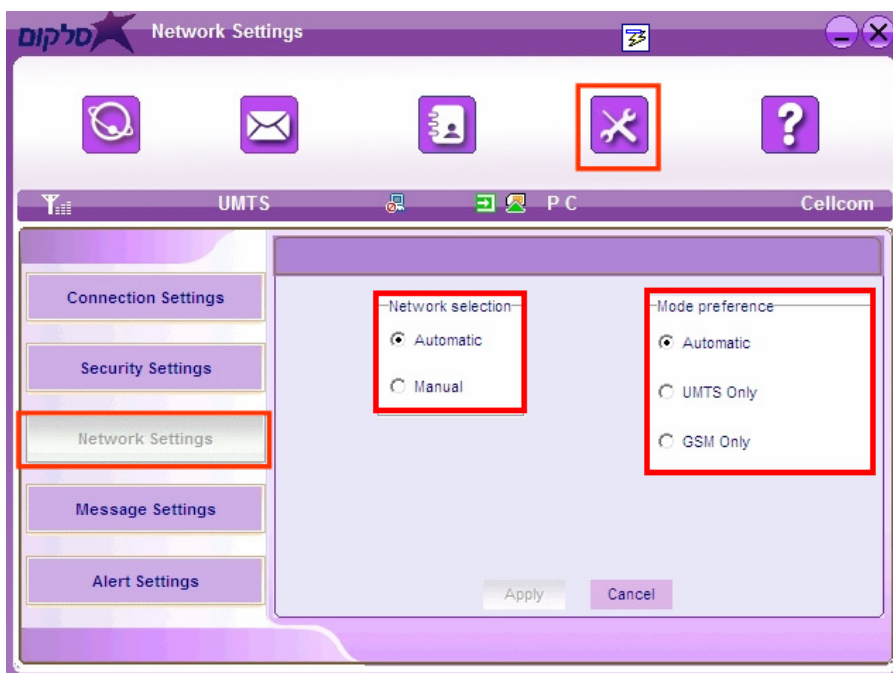 סלקום Network Settings
?
UMTS PC Cellcom
Connection Settings
Security Settings
Network Settings
Message Settings
Alert Settings
Network selection
Automatic
Manual
Mode preference
Automatic
UMTS Only
GSM Only
Apply Cancel